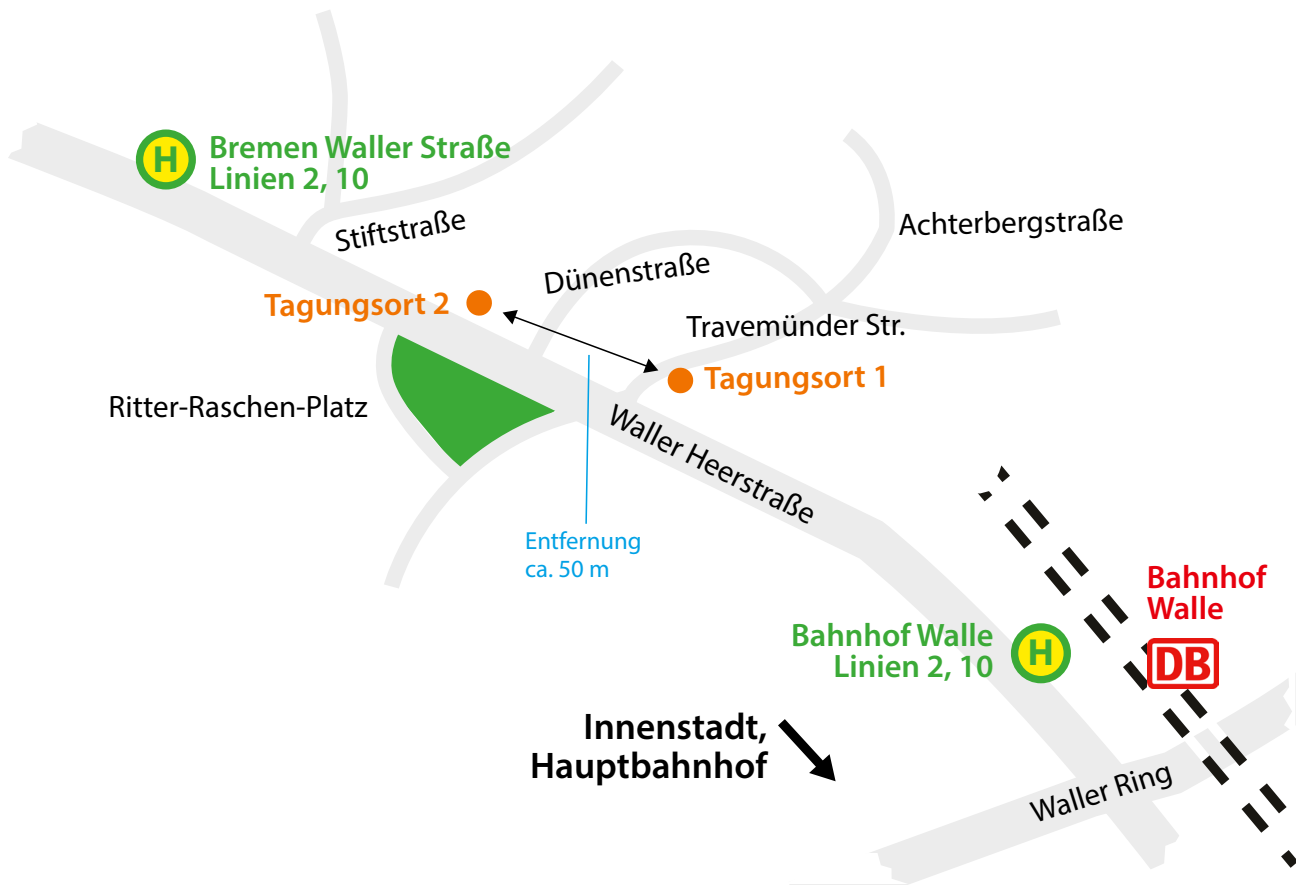 H
Bremen Waller Straße
Linien 2, 10
Stiftstraße
Achterbergstraße
Dünenstraße
Tagungsort 2
Travemünder Str.
Tagungsort 1
Ritter-Raschen-Platz
Waller Heerstraße
Entfernung
ca. 50 m
Bahnhof
Walle
DB
Bahnhof Walle
Linien 2, 10
H
Innenstadt,
Hauptbahnhof
Waller Ring